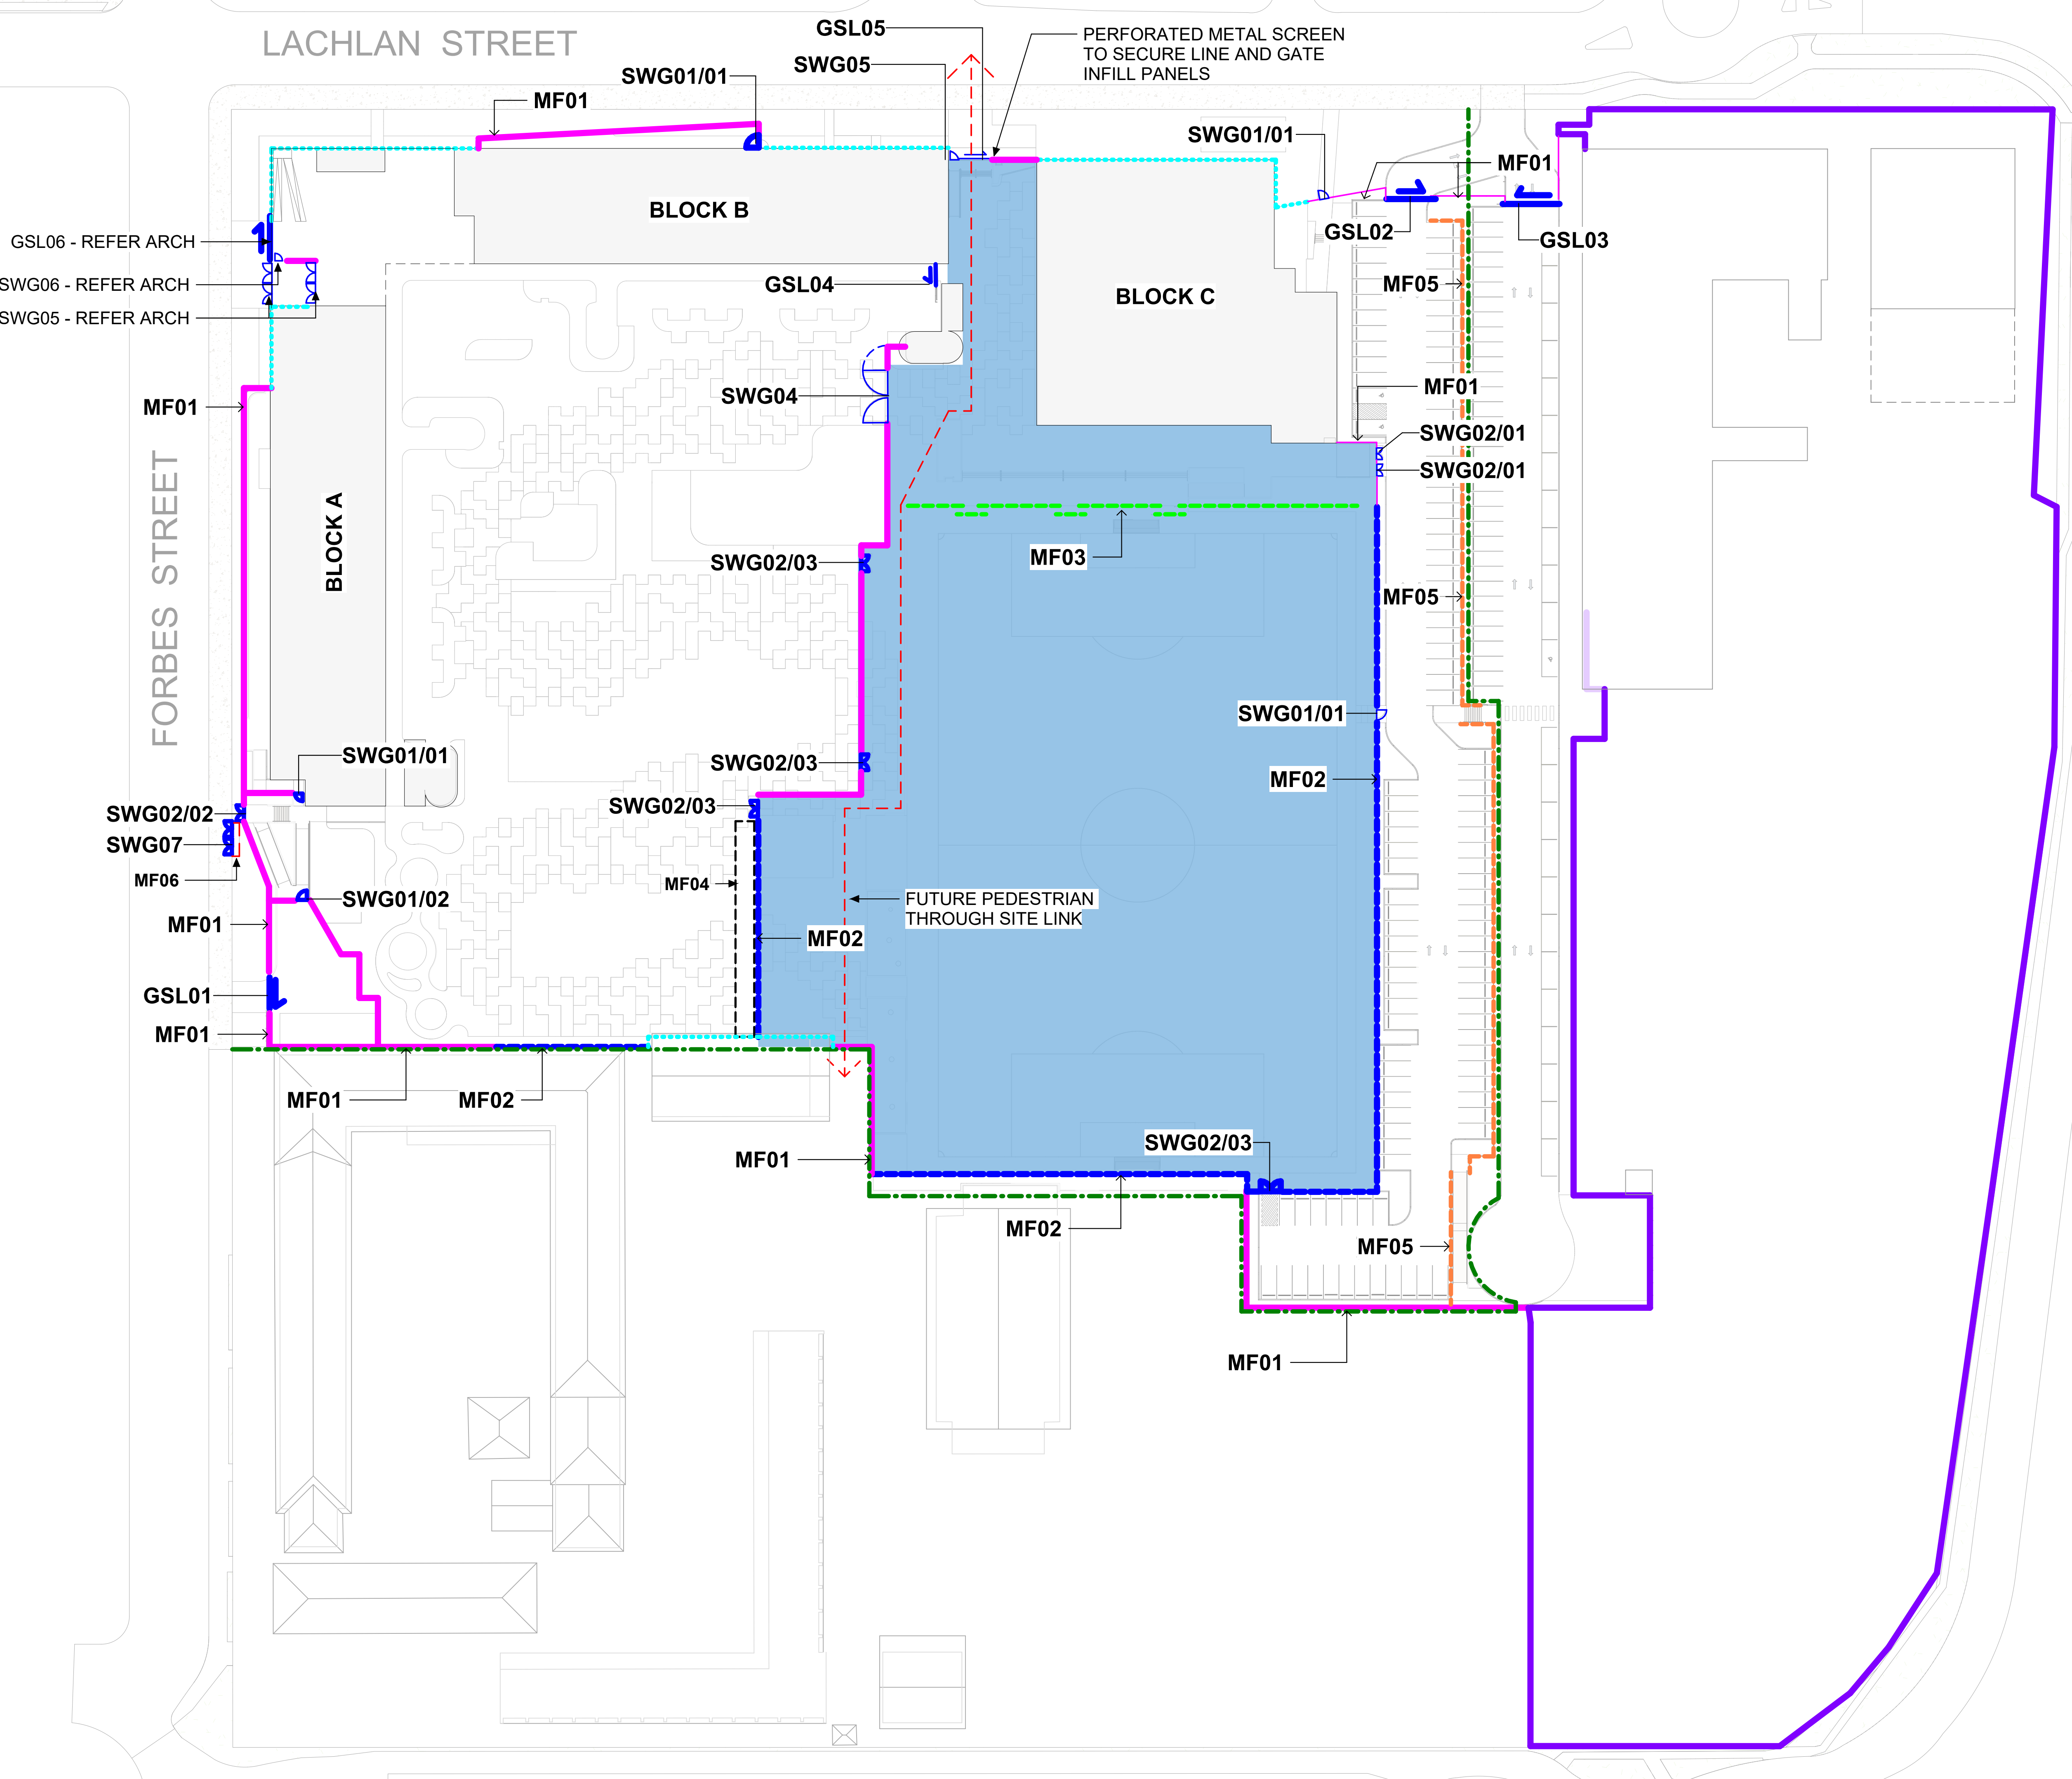 LACHLAN STREET
GSL05
PERFORATED METAL SCREEN
TO SECURE LINE AND GATE
INFILL PANELS
SWG05
SWG01/01
MF01
SWG01/01
MF01
BLOCK B
GSL02
GSL03
GSL06 - REFER ARCH
SWG06 - REFER ARCH
SWG05 - REFER ARCH
GSL04
BLOCK C
MF05
MF01
SWG04
MF01
SWG02/01
SWG02/01
FORBES STREET
BLOCK A
SWG02/03
MF03
MF05
SWG01/01
SWG01/01
SWG02/03
MF02
SWG02/03
SWG02/02
SWG07
MF06
MF04
SWG01/02
FUTURE PEDESTRIAN
THROUGH SITE LINK
MF01
MF02
GSL01
MF01
MF01
MF02
SWG02/03
MF01
MF02
MF05
MF01